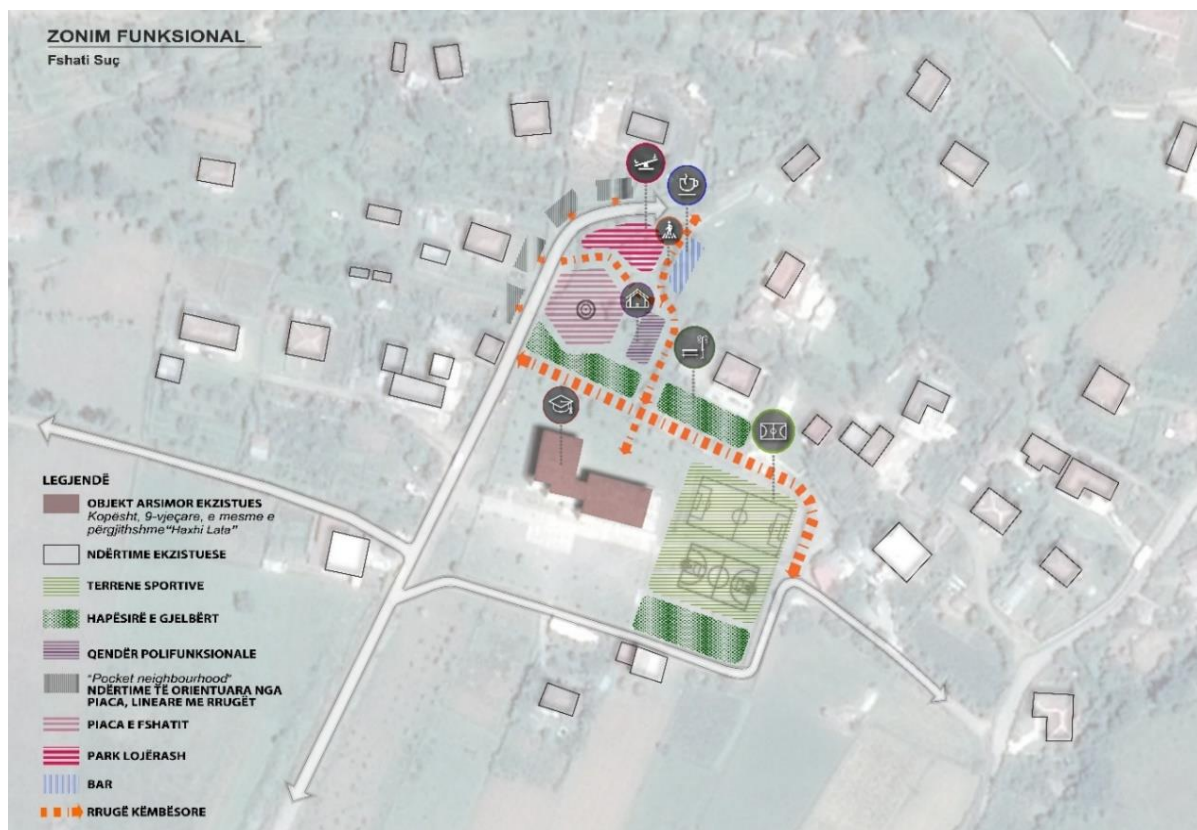 ZONIM FUNKSIONAL
Fshati Suç
LEGJENDË
OBJEKT ARSIMOR EKZISTUES
Kopësht, 9-vjeçare, e mesme e
përgjithshme "Haxhi Lala"
NDËRTIME EKZISTUESE
TERRENE SPORTIVE
HAPËSIRË E GJELBËRT
QENDËR POLIFUNKSIONALE
"Pocket neighbourhood"
NDËRTIME TË ORIENTUARA NGA
PIACA, LINEARE ME RRUGËT
PIACA E FSHATIT
PARK LOJËRASH
BAR
RRUGË KËMBËSORE